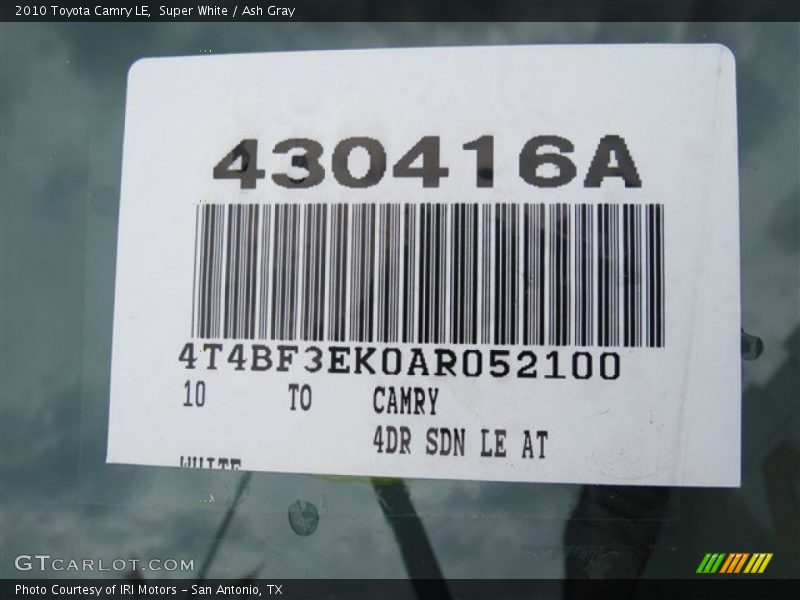 2010 Toyota Camry LE,  Super White / Ash Gray
430416A
4T4BF3EK0AR052100
10 TO CAMRY
4DR SDN LE AT
WHITE
GTCARLOT.COM
Photo Courtesy of IRI Motors - San Antonio, TX